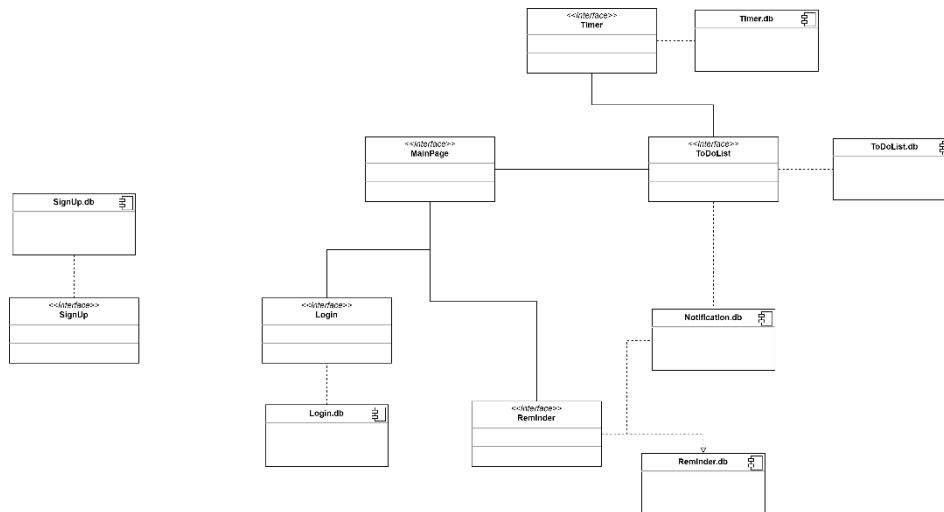 <<interface>>
Timer
Timer.db
<<interface>>
MainPage
<<interface>>
ToDoList
ToDoList.db
SignUp.db
<<interface>>
SignUp
<<interface>>
Login
Notification.db
Login.db
<<interface>>
Reminder
Reminder.db